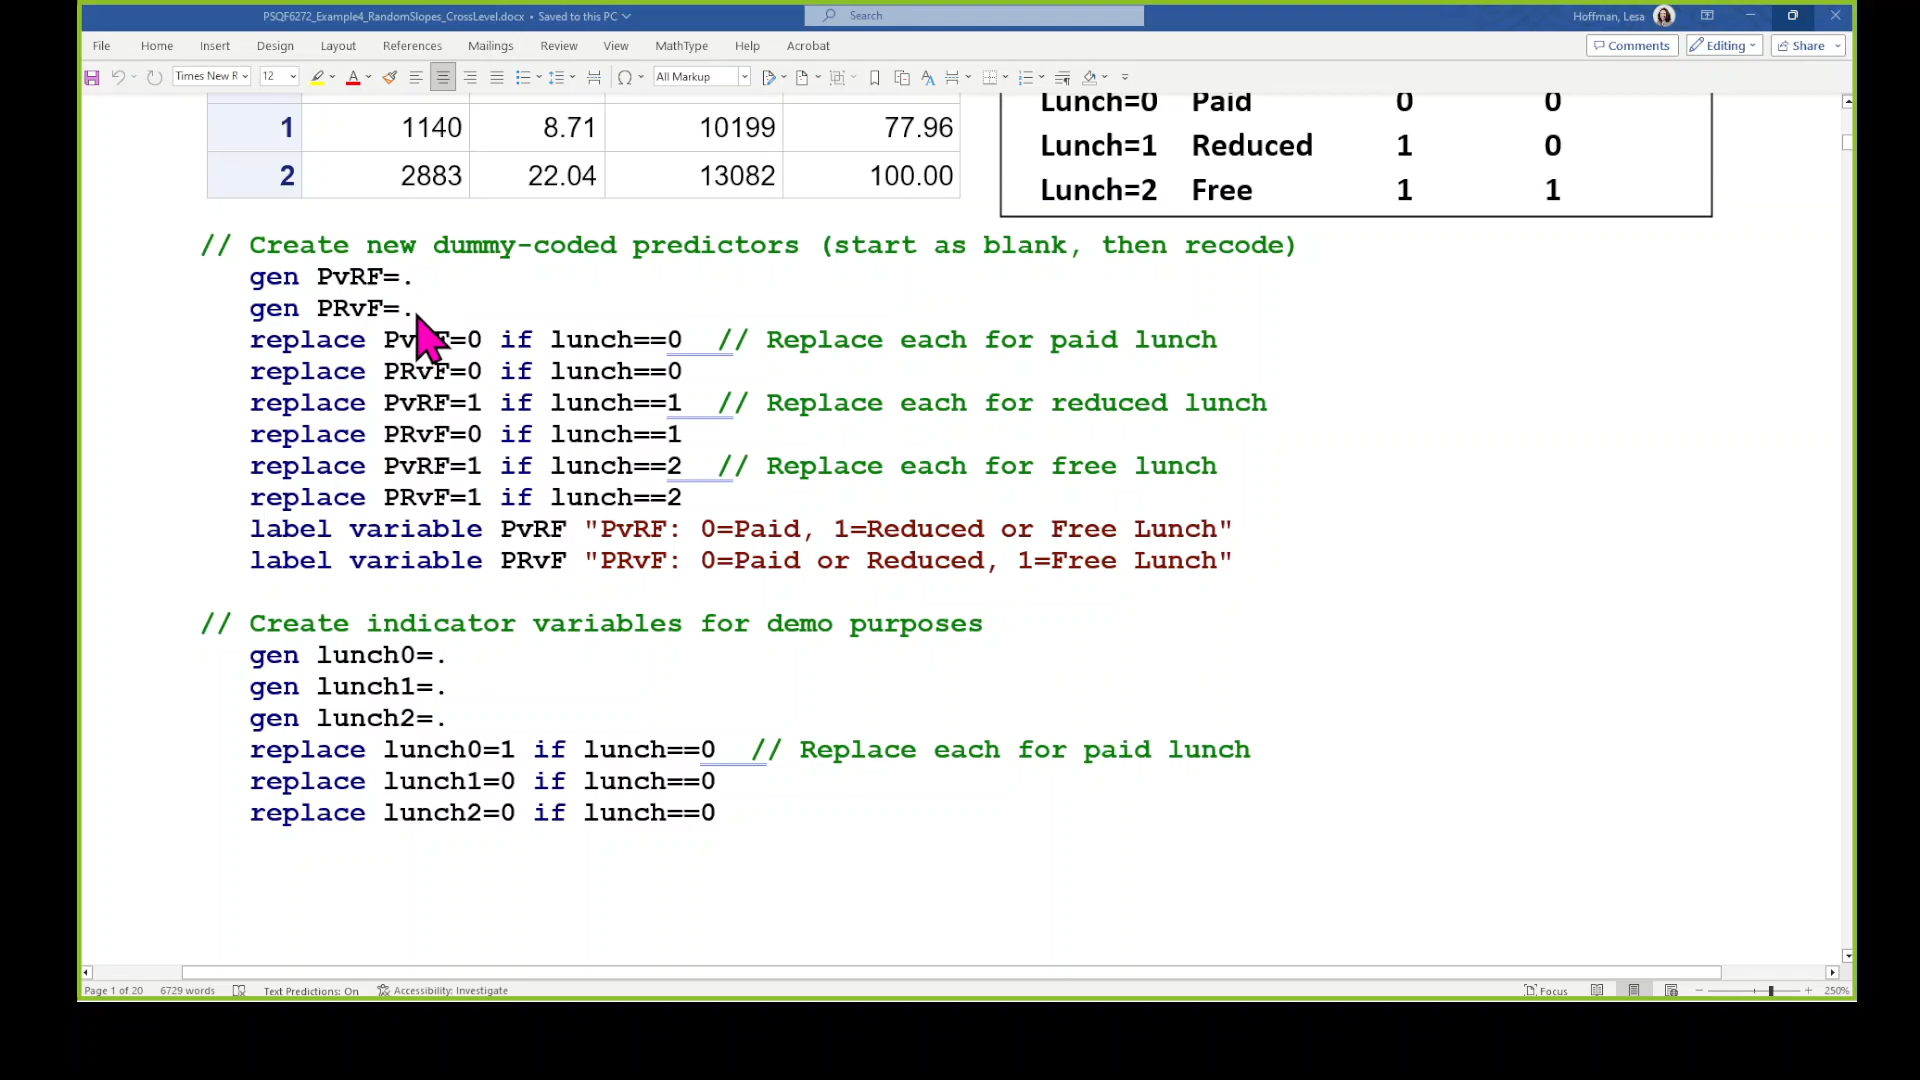 PSQF6272_Example4_RandomSlopes_CrossLevel.docx • Saved to this PC
Search
Hoffman, Lesa
File Home Insert Design Layout References Mailings Review View MathType Help Acrobat
Comments Editing Share
Times New R 12 All Markup
Lunch=0 Paid 0 0
1 1140 8.71 10199 77.96
Lunch=1 Reduced 1 0
2 2883 22.04 13082 100.00
Lunch=2 Free 1 1
// Create new dummy-coded predictors (start as blank, then recode)
gen PvRF=.
gen PRvF=.
replace PvRF=0 if lunch==0 // Replace each for paid lunch
replace PRvF=0 if lunch==0
replace PvRF=1 if lunch==1 // Replace each for reduced lunch
replace PRvF=0 if lunch==1
replace PvRF=1 if lunch==2 // Replace each for free lunch
replace PRvF=1 if lunch==2
label variable PvRF "PvRF: 0=Paid, 1=Reduced or Free Lunch"
label variable PRvF "PRvF: 0=Paid or Reduced, 1=Free Lunch"
// Create indicator variables for demo purposes
gen lunch0=.
gen lunch1=.
gen lunch2=.
replace lunch0=1 if lunch==0 // Replace each for paid lunch
replace lunch1=0 if lunch==0
replace lunch2=0 if lunch==0
Page 1 of 20 6729 words Text Predictions: On Accessibility: Investigate Focus 250%